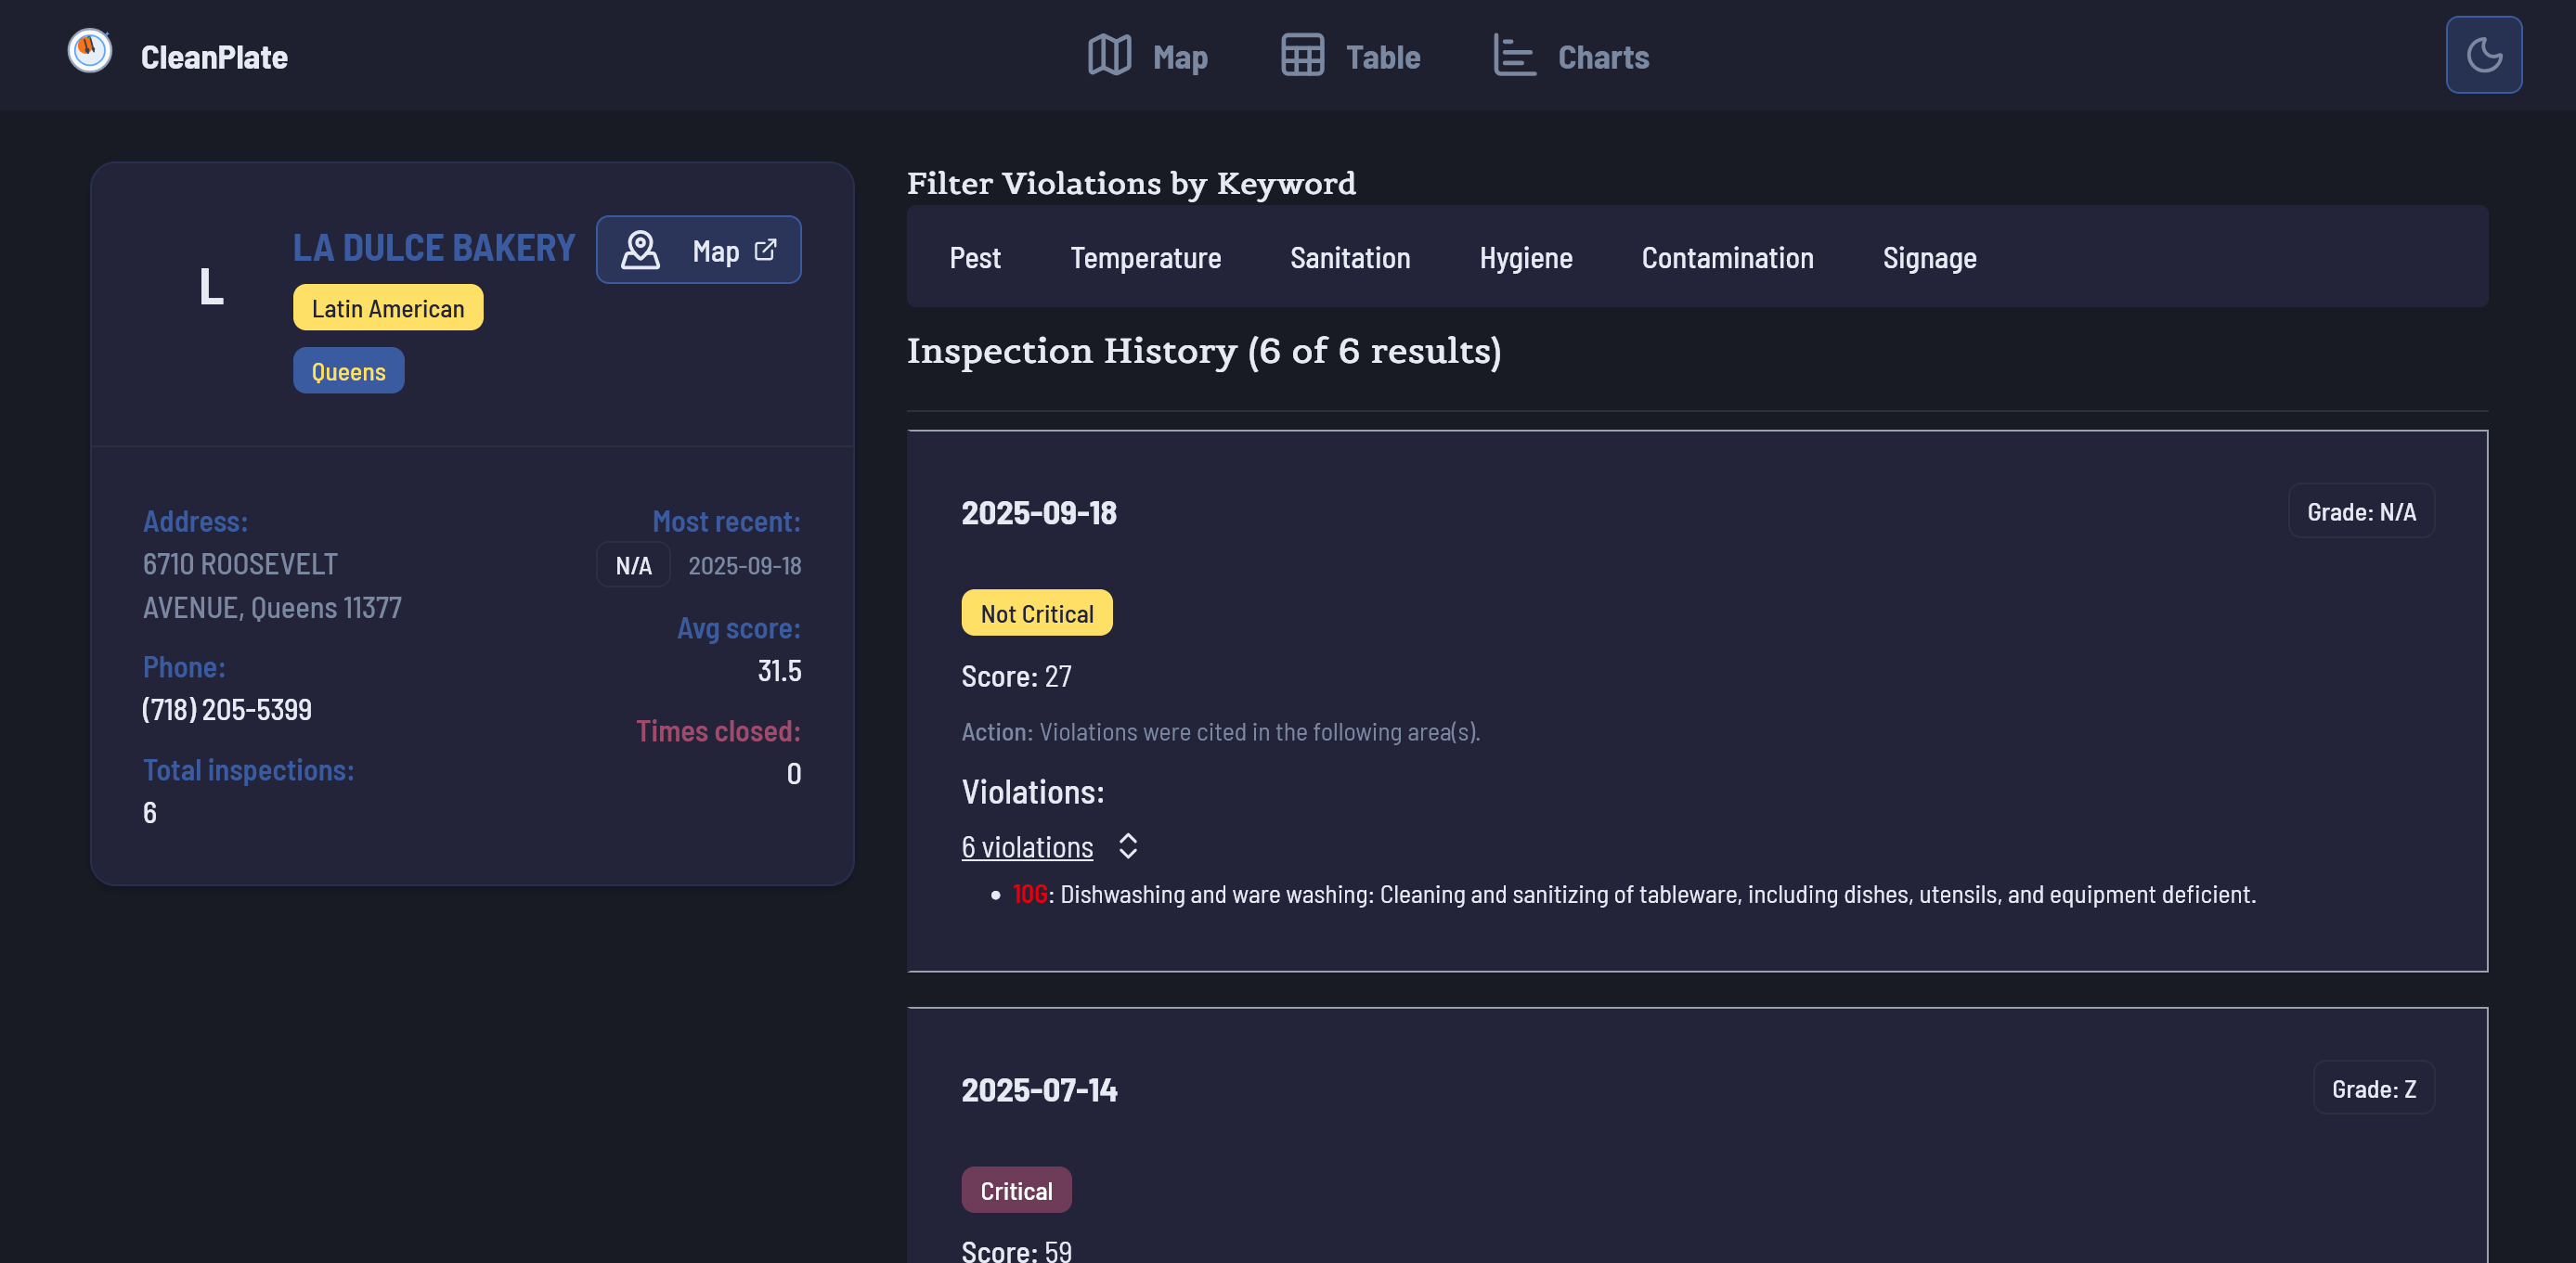 CleanPlate
Map
Table
Charts
L
LA DULCE BAKERY
Map
Latin American
Queens
Address:
6710 ROOSEVELT
AVENUE, Queens 11377
Phone:
(718) 205-5399
Total inspections:
6
Most recent:
N/A 2025-09-18
Avg score:
31.5
Times closed:
0
Filter Violations by Keyword
Pest Temperature Sanitation Hygiene Contamination Signage
Inspection History (6 of 6 results)
2025-09-18
Grade: N/A
Not Critical
Score: 27
Action: Violations were cited in the following area(s).
Violations:
6 violations
10G: Dishwashing and ware washing: Cleaning and sanitizing of tableware, including dishes, utensils, and equipment deficient.
2025-07-14
Grade: Z
Critical
Score: 59